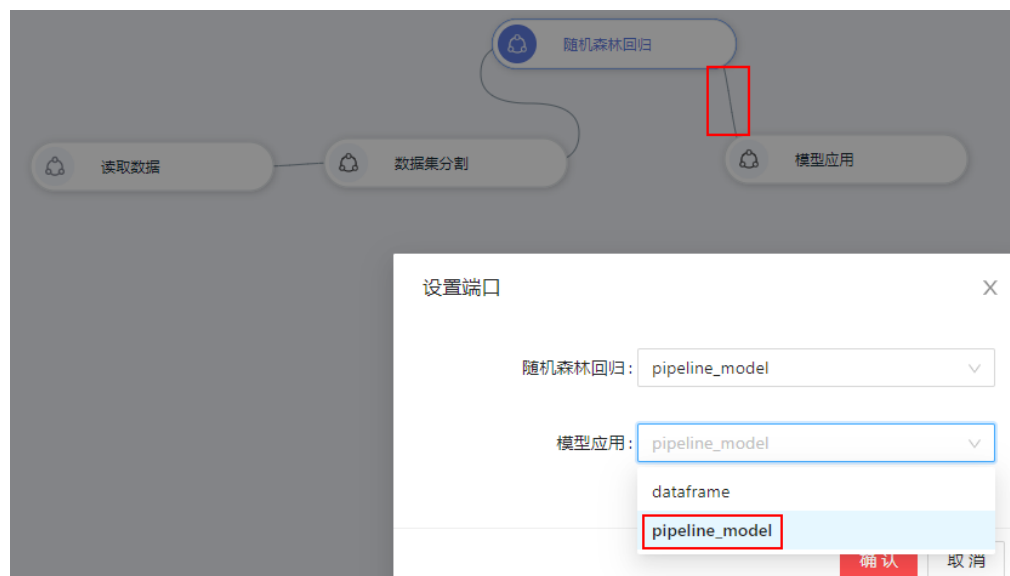 随机森林回归
读取数据
数据集分割
模型应用
设置端口
随机森林回归: pipeline_model
模型应用: pipeline_model
dataframe
pipeline_model
确认 取消